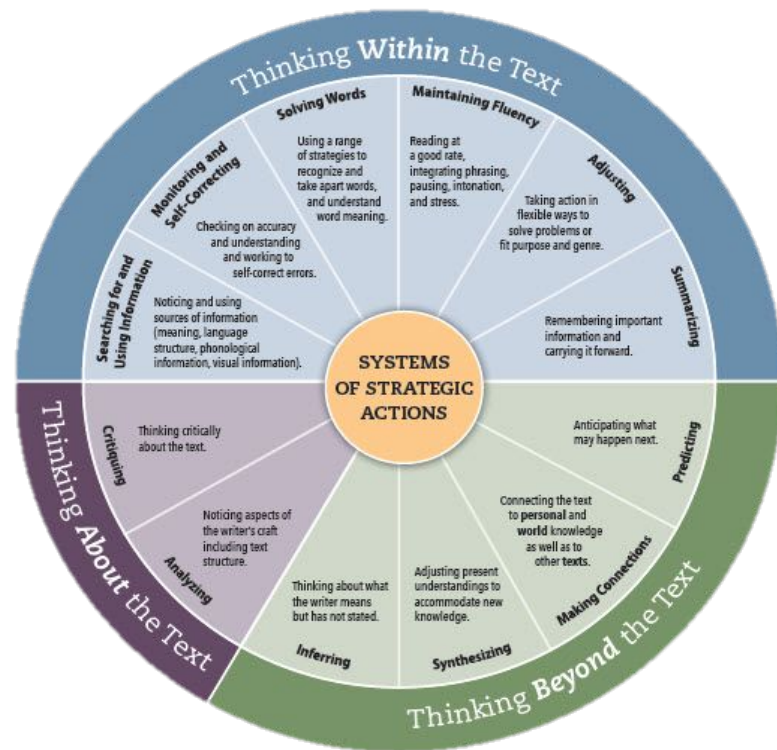 Thinking Within the Text
Searching for and
Using Information
Noticing and using
sources of information
(meaning, language
structure, phonological
information, visual information).
Monitoring and
Self-Correcting
Checking on accuracy
and understanding
and working to
self-correct errors.
Solving Words
Using a range
of strategies to
recognize and
take apart words,
and understand
word meaning.
Maintaining Fluency
Reading at
a good rate,
integrating phrasing,
pausing, intonation,
and stress.
Adjusting
Taking action in
flexible ways to
solve problems or
fit purpose and genre.
Summarizing
Remembering important
information and
carrying it forward.
SYSTEMS
OF STRATEGIC
ACTIONS
Thinking Beyond the Text
Predicting
Anticipating what
may happen next.
Making Connections
Connecting the text
to personal and
world knowledge
as well as to
other texts.
Synthesizing
Adjusting present
understandings to
accommodate new
knowledge.
Inferring
Thinking about what
the writer means
but has not stated.
Thinking About the Text
Analyzing
Noticing aspects of
the writer's craft
including text
structure.
Critiquing
Thinking critically
about the text.